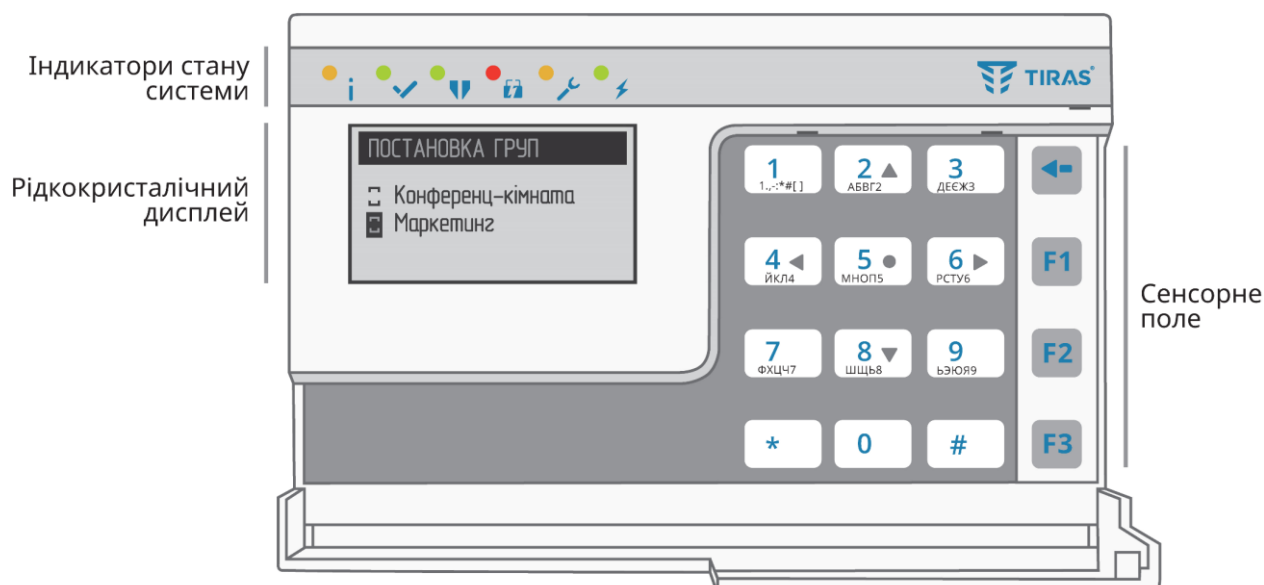 Індикатори стану
системи
i
TIRAS®
Рідкокристалічний
дисплей
ПОСТАНОВКА ГРУП
Конференц-кімната
Маркетинг
1
1.,-:*#[ ]
2
АБВГ2
3
ДЕЄЖЗ
4
ЙКЛ4
5
МНОП5
6
РСТУ6
F1
7
ФХЦЧ7
8
ШЩЬ8
9
ЬЭЮЯ9
F2
*
0
#
F3
Сенсорне
поле